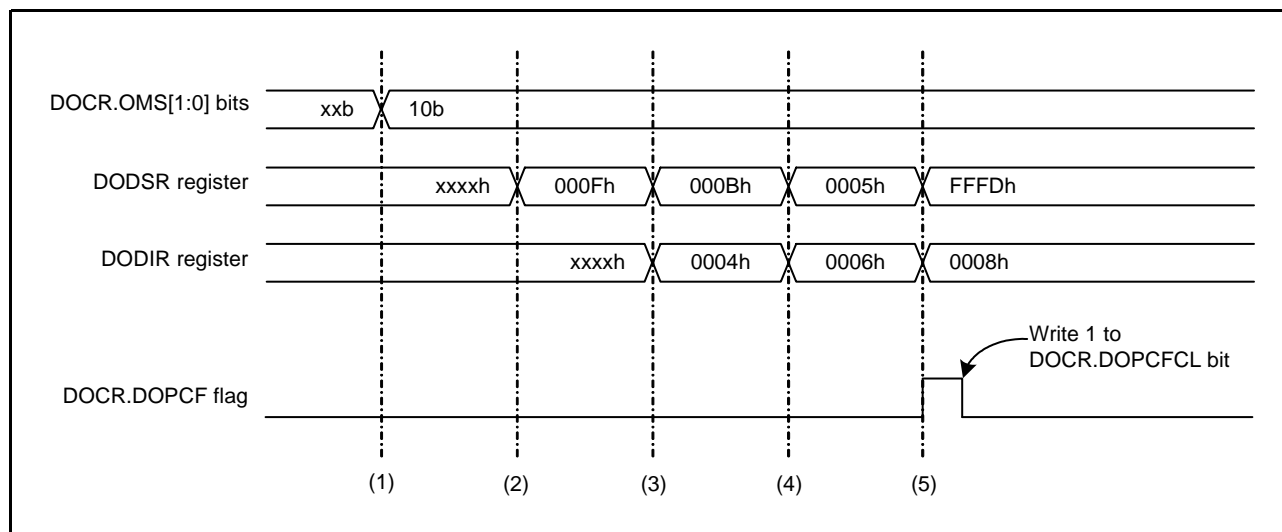 DOCR.OMS[1:0] bits xxb 10b
DODSR register xxxxh 000Fh 000Bh 0005h FFFDh
DODIR register xxxxh 0004h 0006h 0008h
Write 1 to
DOCR.DOPCFCL bit
DOCR.DOPCF flag
(1) (2) (3) (4) (5)